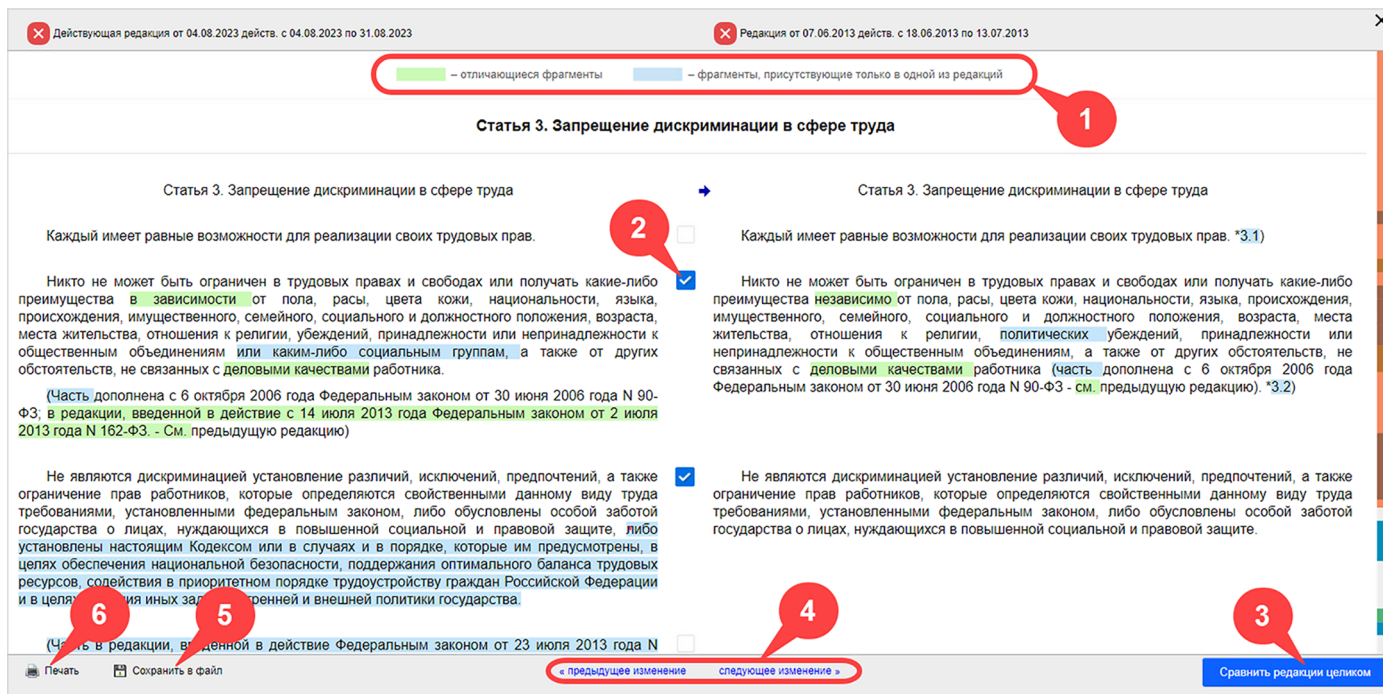 Действующая редакция от 04.08.2023 действ. с 04.08.2023 по 31.08.2023
Редакция от 07.06.2013 действ. с 18.06.2013 по 13.07.2013
– отличающиеся фрагменты
– фрагменты, присутствующие только в одной из редакций
1
Статья 3. Запрещение дискриминации в сфере труда
Статья 3. Запрещение дискриминации в сфере труда
Каждый имеет равные возможности для реализации своих трудовых прав.
2
Никто не может быть ограничен в трудовых правах и свободах или получать какие-либо
преимущества в зависимости от пола, расы, цвета кожи, национальности, языка,
происхождения, имущественного, семейного, социального и должностного положения, возраста,
места жительства, отношения к религии, убеждений, принадлежности или непринадлежности к
общественным объединениям или каким-либо социальным группам, а также от других
обстоятельств, не связанных с деловыми качествами работника.
(Часть дополнена с 6 октября 2006 года Федеральным законом от 30 июня 2006 года N 90-
ФЗ; в редакции, введенной в действие с 14 июля 2013 года Федеральным законом от 2 июля
2013 года N 162-ФЗ. - См. предыдущую редакцию)
Не являются дискриминацией установление различий, исключений, предпочтений, а также
ограничение прав работников, которые определяются свойственными данному виду труда
требованиями, установленными федеральным законом, либо обусловлены особой заботой
государства о лицах, нуждающихся в повышенной социальной и правовой защите, либо
установлены настоящим Кодексом или в случаях и в порядке, которые им предусмотрены, в
целях обеспечения национальной безопасности, поддержания оптимального баланса трудовых
ресурсов, содействия в приоритетном порядке трудоустройству граждан Российской Федерации
и в целях иных внешней политики государства.
(Часть в редакции, введенной в действие Федеральным законом от 23 июля 2013 года N
Статья 3. Запрещение дискриминации в сфере труда
Каждый имеет равные возможности для реализации своих трудовых прав. *3.1)
Никто не может быть ограничен в трудовых правах и свободах или получать какие-либо
преимущества независимо от пола, расы, цвета кожи, национальности, языка, происхождения,
имущественного, семейного, социального и должностного положения, возраста, места
жительства, отношения к религии, политических убеждений, принадлежности или
непринадлежности к общественным объединениям, а также от других обстоятельств, не
связанных с деловыми качествами работника (часть дополнена с 6 октября 2006 года
Федеральным законом от 30 июня 2006 года N 90-ФЗ - см. предыдущую редакцию). *3.2)
Не являются дискриминацией установление различий, исключений, предпочтений, а также
ограничение прав работников, которые определяются свойственными данному виду труда
требованиями, установленными федеральным законом, либо обусловлены особой заботой
государства о лицах, нуждающихся в повышенной социальной и правовой защите.
6
5
4
3
Печать
Сохранить в файл
« предыдущее изменение
следующее изменение »
Сравнить редакции целиком